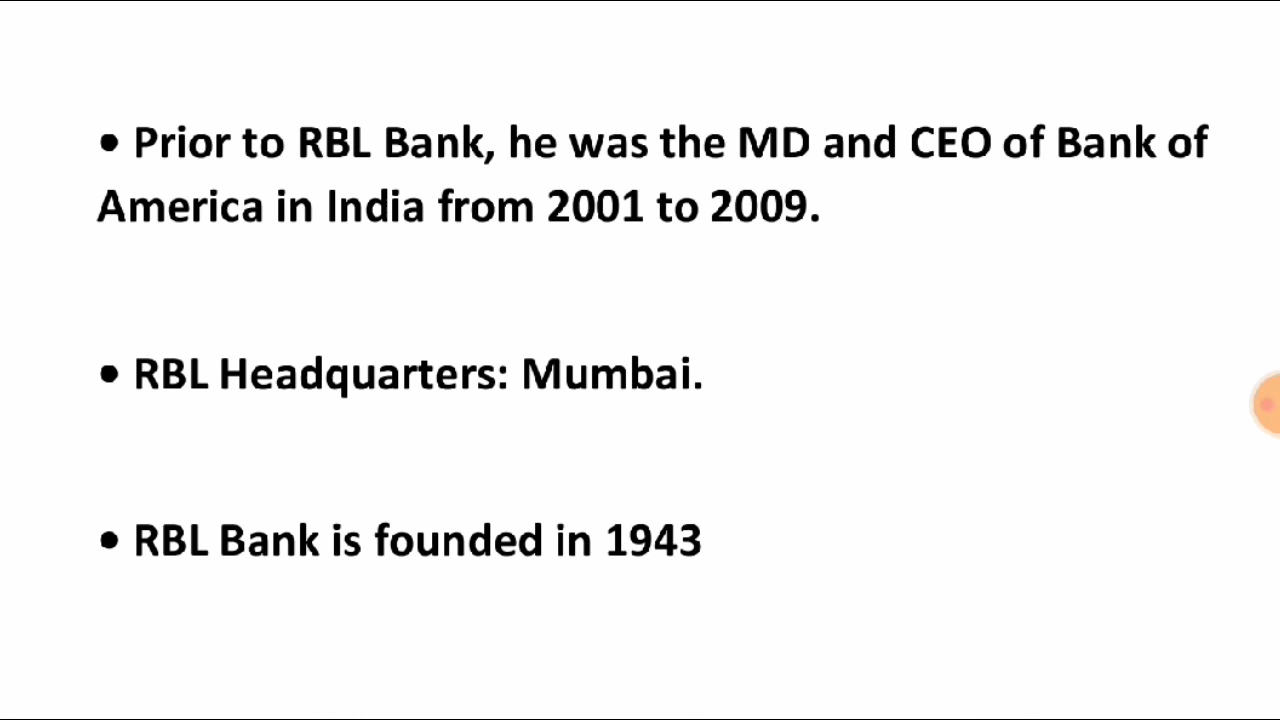 • Prior to RBL Bank, he was the MD and CEO of Bank of
America in India from 2001 to 2009.
• RBL Headquarters: Mumbai.
• RBL Bank is founded in 1943